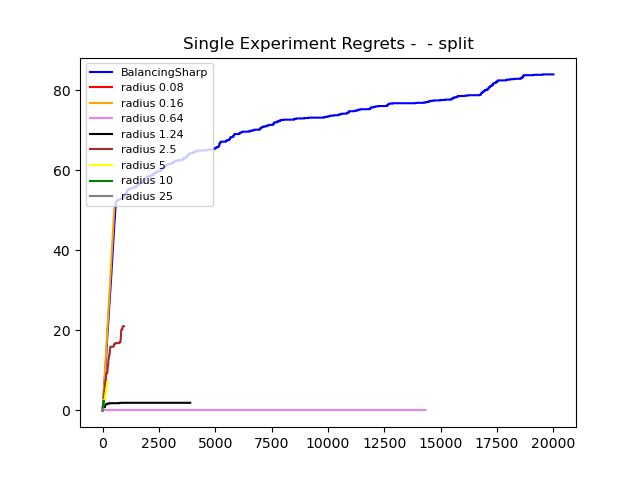 Single Experiment Regrets -  - split
BalancingSharp
radius 0.08
radius 0.16
radius 0.64
radius 1.24
radius 2.5
radius 5
radius 10
radius 25
80
60
40
20
0
0 2500 5000 7500 10000 12500 15000 17500 20000